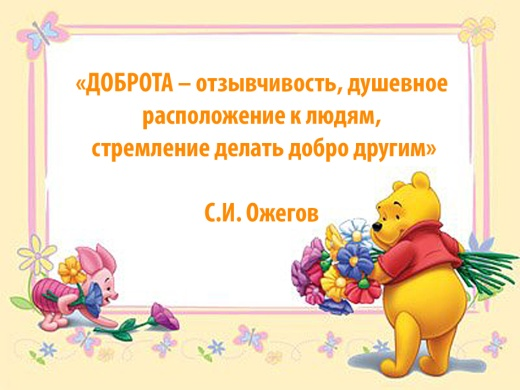 «ДОБРОТА – отзывчивость, душевное
расположение к людям,
стремление делать добро другим»
С.И. Ожегов